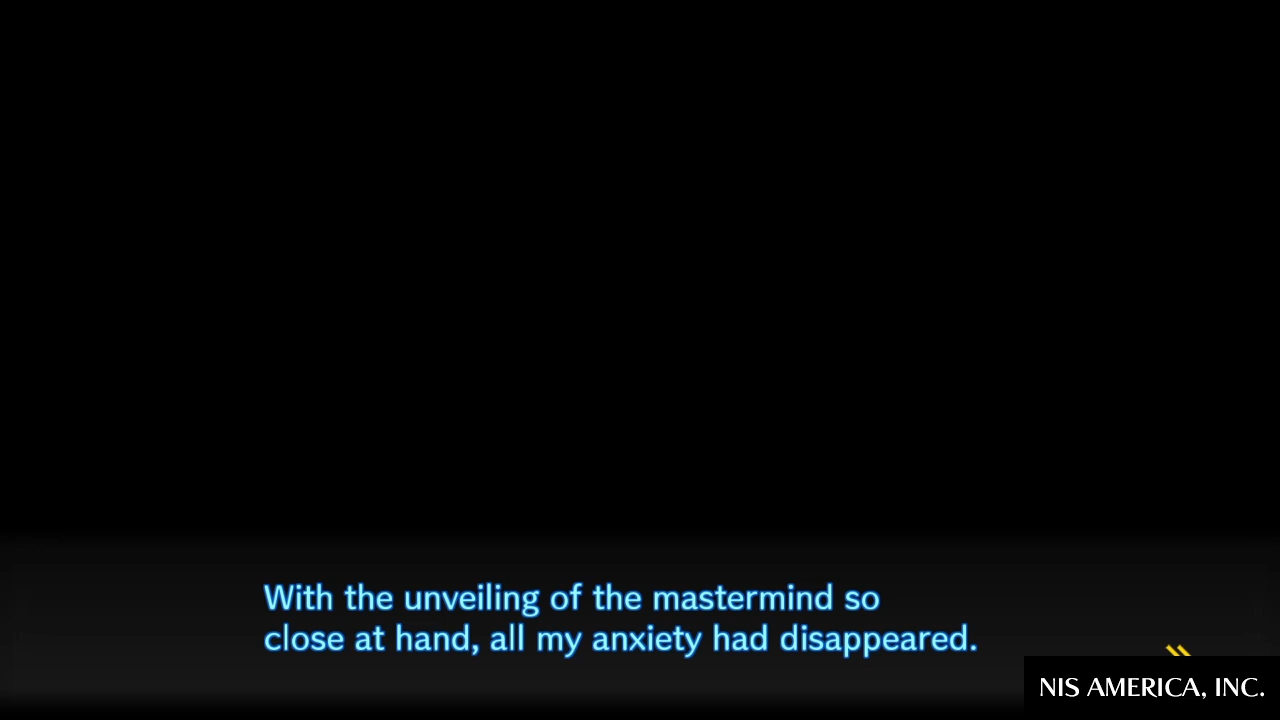 With the unveiling of the mastermind so
close at hand, all my anxiety had disappeared.
NIS AMERICA, INC.